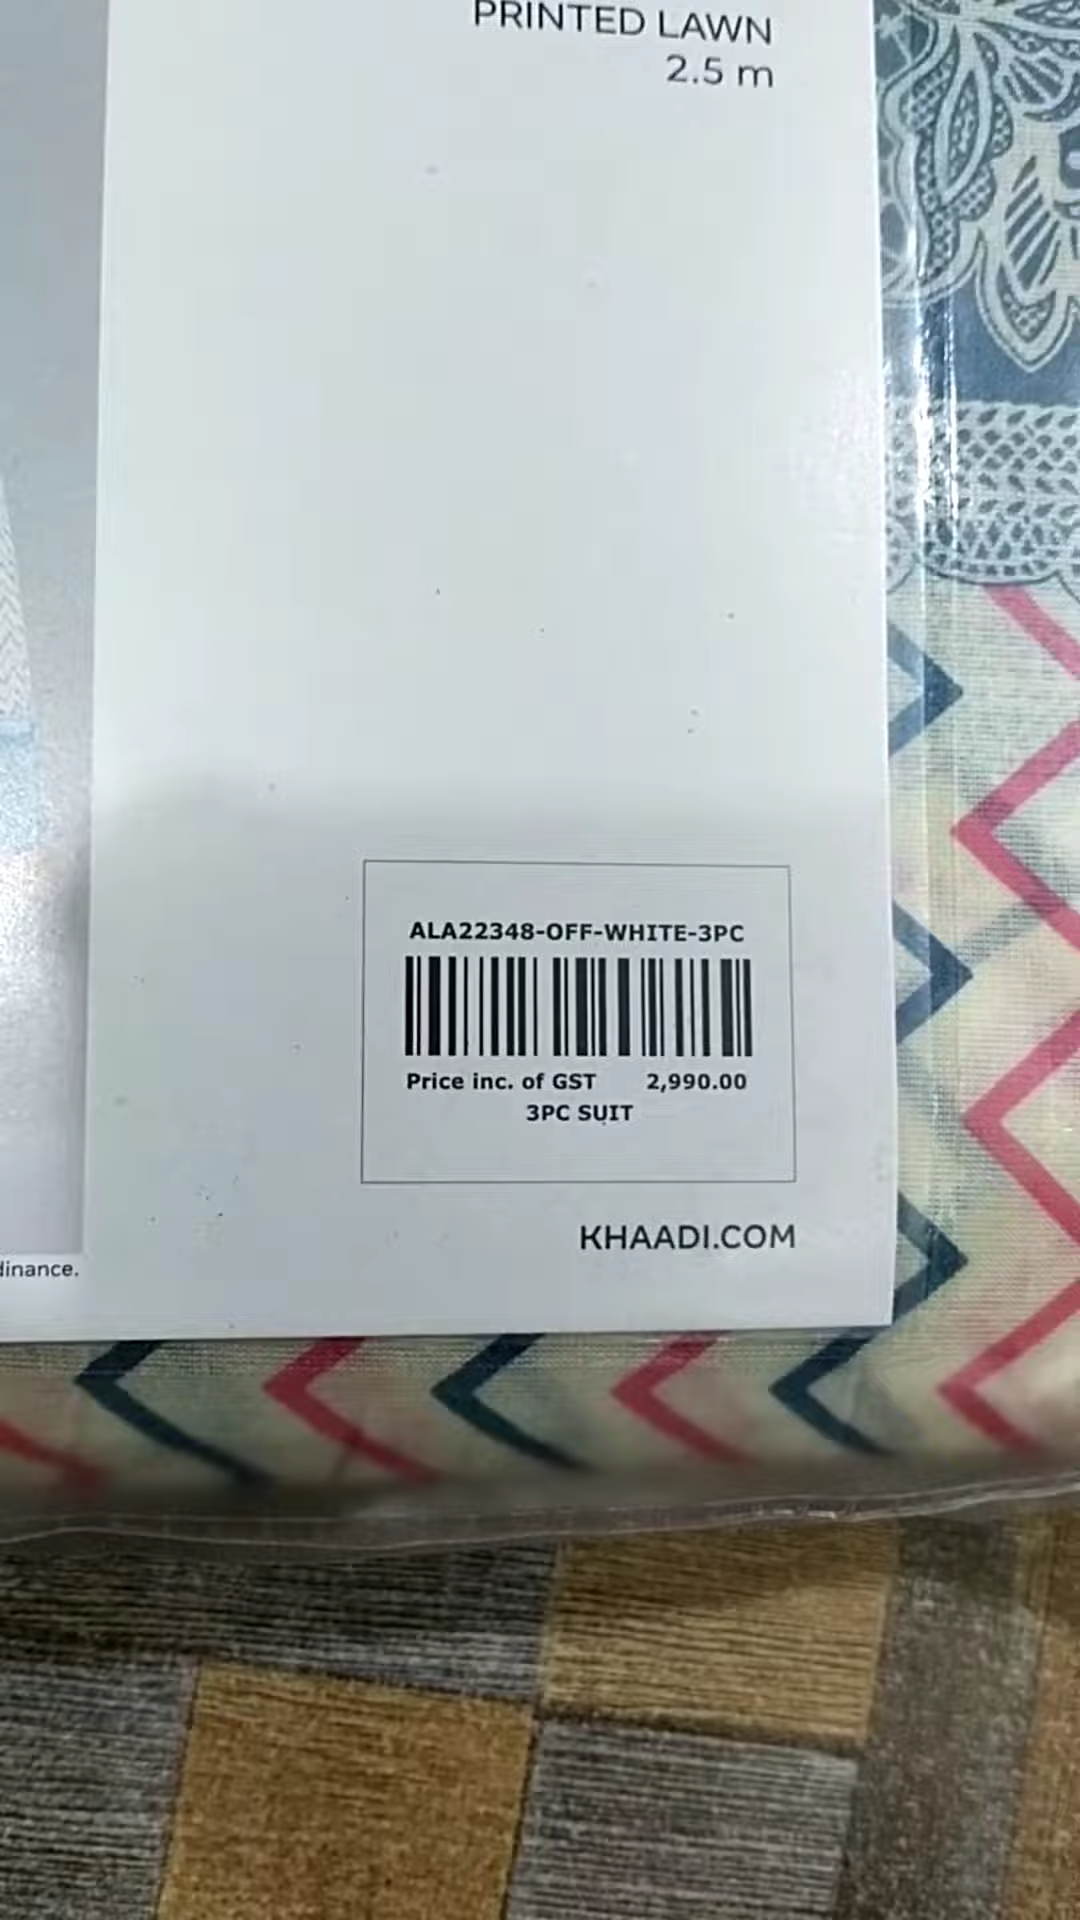 PRINTED LAWN
2.5 m
ALA22348-OFF-WHITE-3PC
Price inc. of GST 2,990.00
3PC SUIT
KHAADI.COM